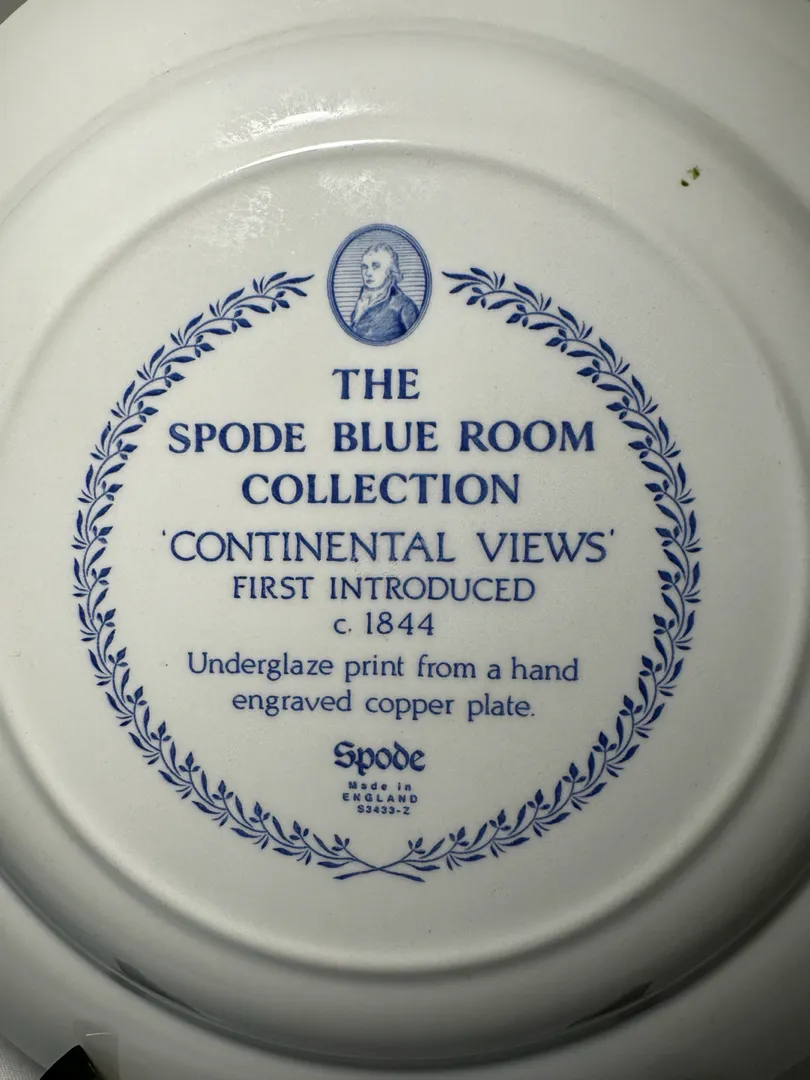 THE
SPODE BLUE ROOM
COLLECTION
'CONTINENTAL VIEWS'
FIRST INTRODUCED
c. 1844
Underglaze print from a hand
engraved copper plate.
Spode
Made in
ENGLAND
S3433-Z